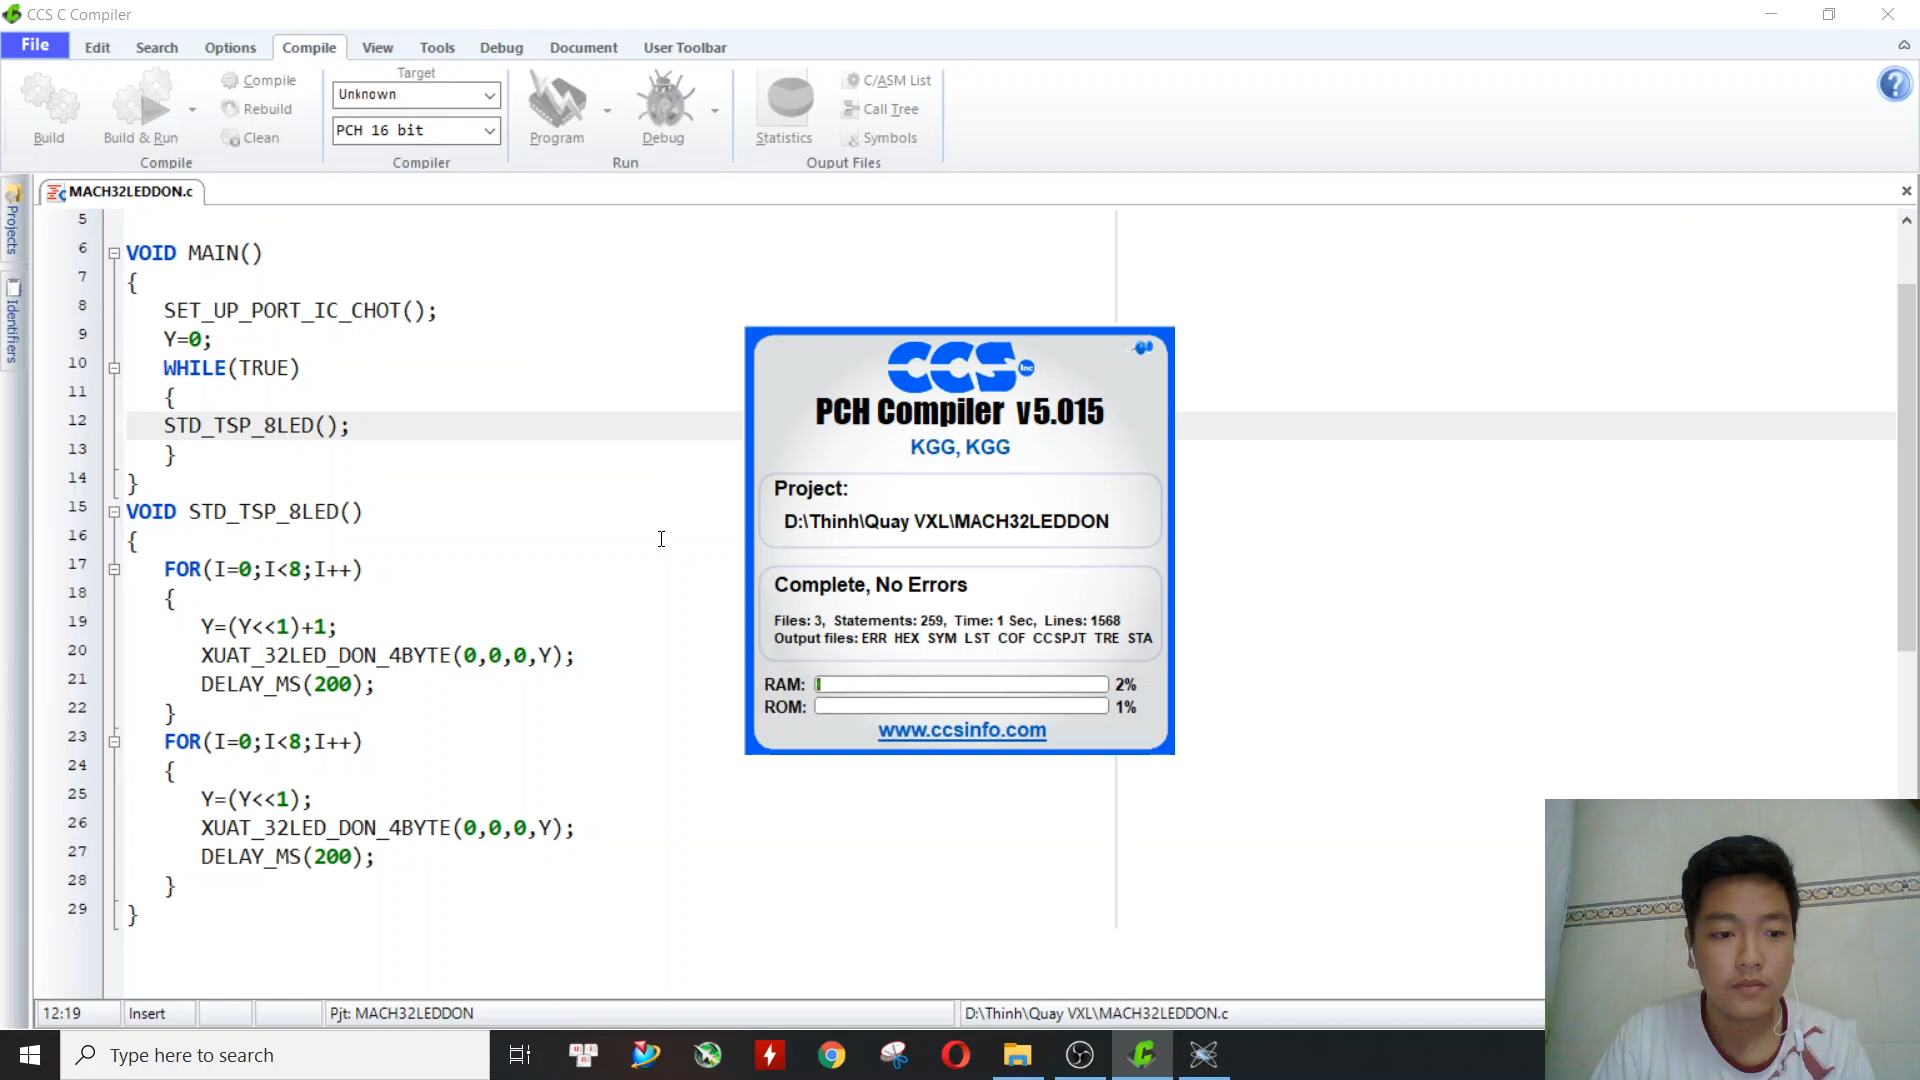 CCS C Compiler
File Edit Search Options Compile View Tools Debug Document User Toolbar
Build
Build & Run
Compile
Rebuild
Clean
Compile
Target
Unknown
PCH 16 bit
Compiler
Program
Debug
Run
Statistics
C/ASM List
Call Tree
Symbols
Ouput Files
Projects
Identifiers
MACH32LEDDON.c
5
6 VOID MAIN()
7 {
8 SET_UP_PORT_IC_CHOT();
9 Y=0;
10 WHILE(TRUE)
11 {
12 STD_TSP_8LED();
13 }
14 }
15 VOID STD_TSP_8LED()
16 {
17 FOR(I=0;I<8;I++)
18 {
19 Y=(Y<<1)+1;
20 XUAT_32LED_DON_4BYTE(0,0,0,Y);
21 DELAY_MS(200);
22 }
23 FOR(I=0;I<8;I++)
24 {
25 Y=(Y<<1);
26 XUAT_32LED_DON_4BYTE(0,0,0,Y);
27 DELAY_MS(200);
28 }
29 }
CCS Inc
PCH Compiler v5.015
KGG, KGG
Project:
D:\Thinh\Quay VXL\MACH32LEDDON
Complete, No Errors
Files: 3, Statements: 259, Time: 1 Sec, Lines: 1568
Output files: ERR HEX SYM LST COF CCSPJT TRE STA
RAM: 2%
ROM: 1%
www.ccsinfo.com
12:19 Insert Pjt: MACH32LEDDON D:\Thinh\Quay VXL\MACH32LEDDON.c
Type here to search